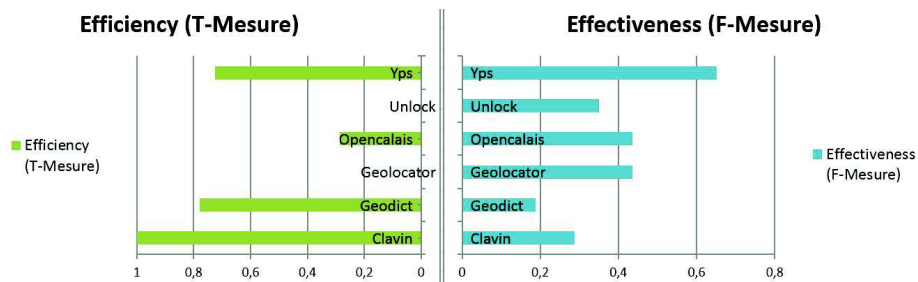 Efficiency (T-Mesure)
Yps
Unlock
Opencalais
Geolocator
Geodict
Clavin
Efficiency
(T-Mesure)
1 0,8 0,6 0,4 0,2 0
Effectiveness (F-Mesure)
Yps
Unlock
Opencalais
Geolocator
Geodict
Clavin
0 0,2 0,4 0,6 0,8
Effectiveness
(F-Mesure)